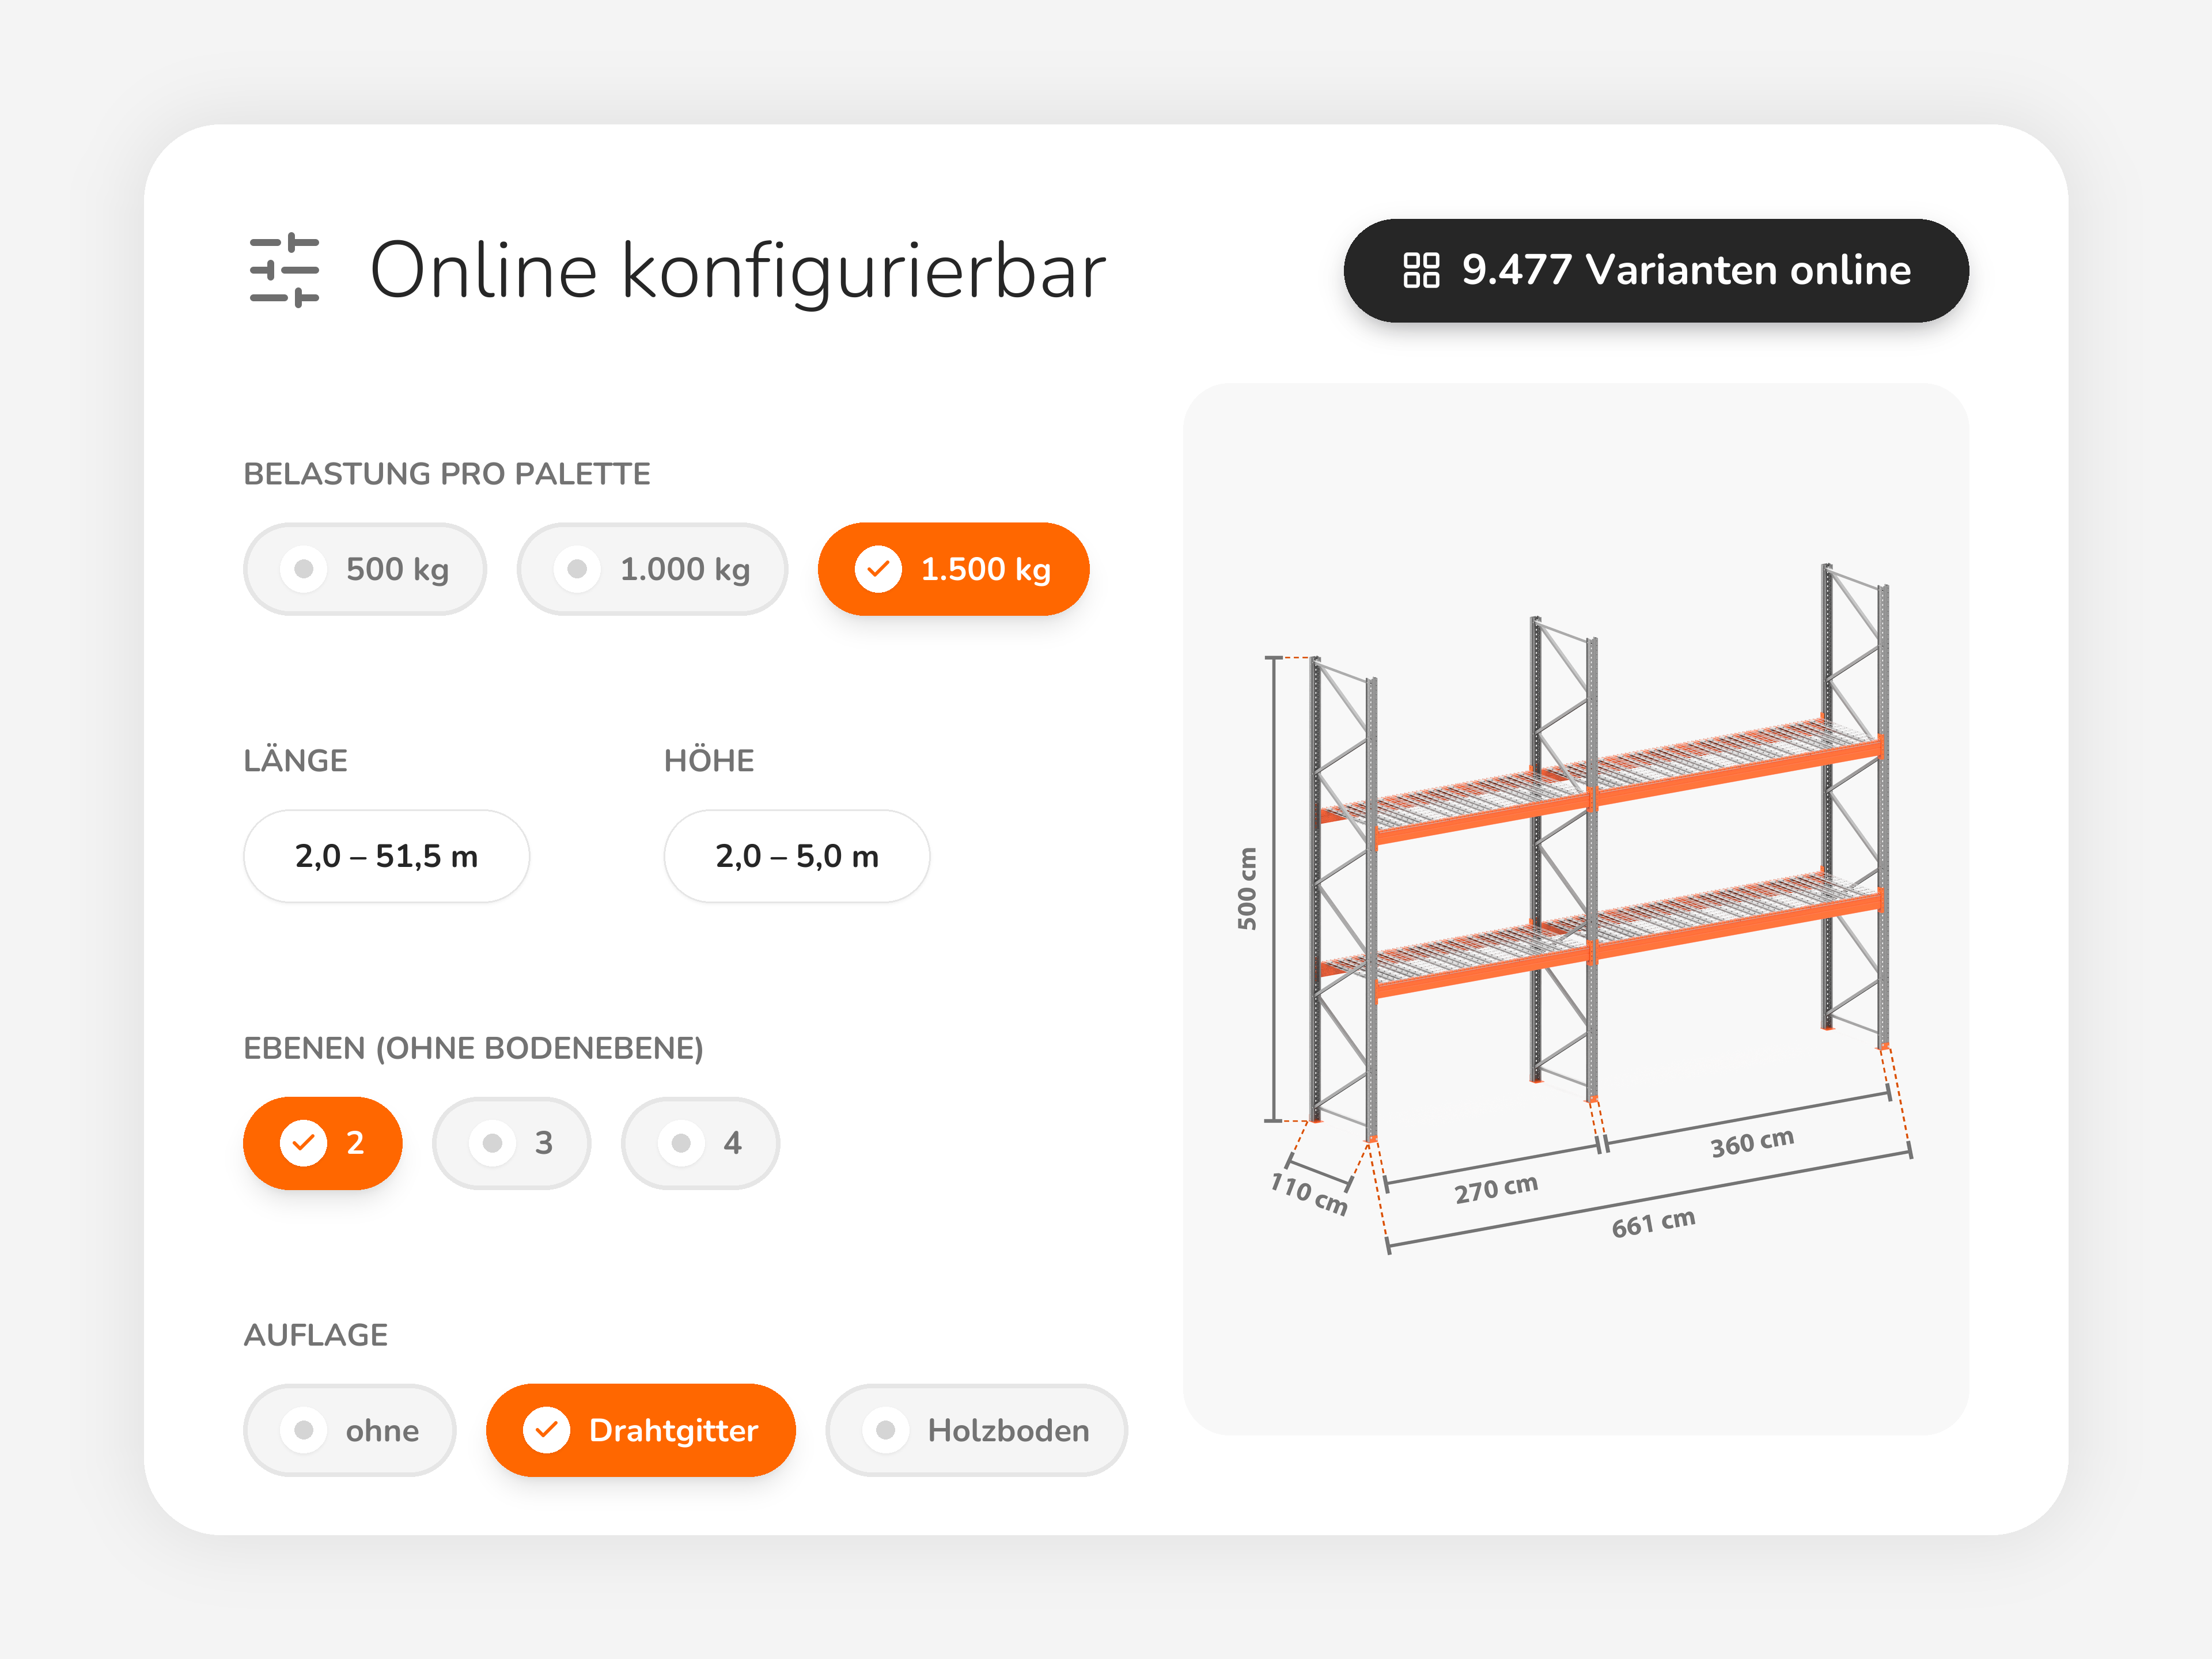 Online konfigurierbar
9.477 Varianten online
BELASTUNG PRO PALETTE
500 kg
1.000 kg
1.500 kg
LÄNGE
HÖHE
2,0 – 51,5 m
2,0 – 5,0 m
EBENEN (OHNE BODENEBENE)
2
3
4
AUFLAGE
ohne
Drahtgitter
Holzboden
500 cm
110 cm
270 cm
360 cm
661 cm